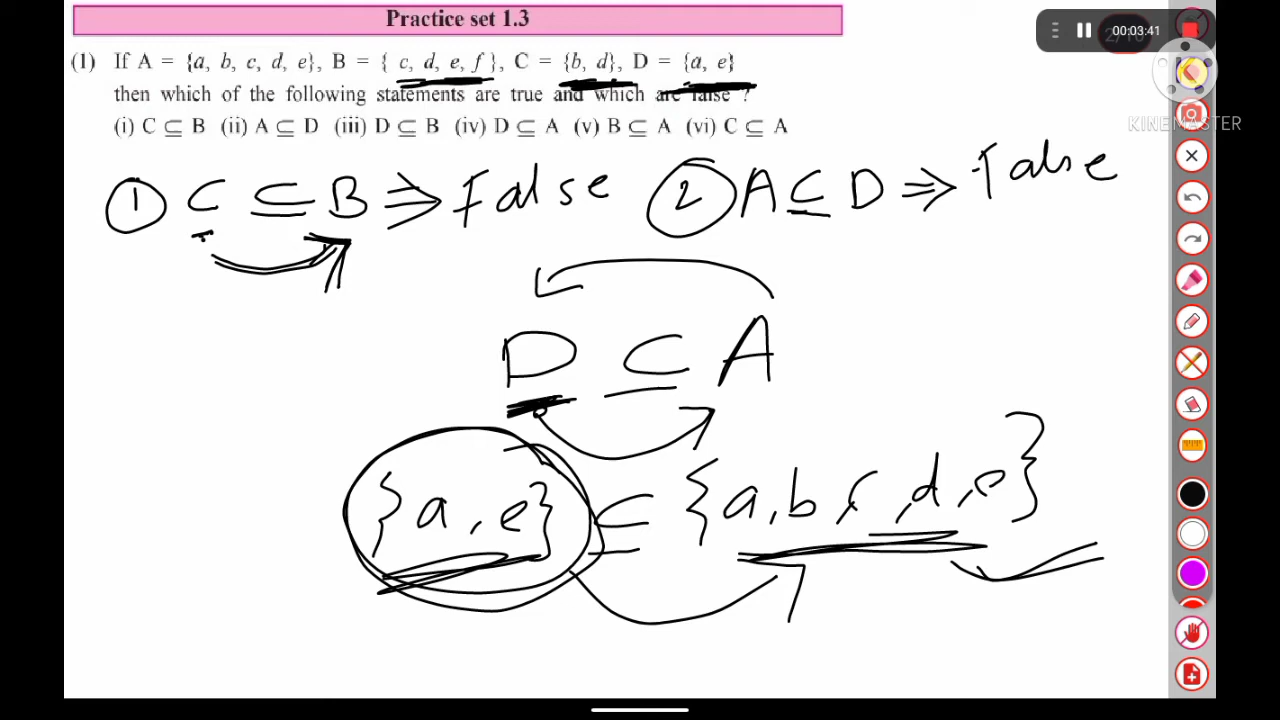 Practice set 1.3
00:03:41
(1) If A = {a, b, c, d, e}, B = { c, d, e, f }, C = {b, d}, D = {a, e}
then which of the following statements are true and which are false ?
KINEMASTER
(i) C ⊆ B (ii) A ⊆ D (iii) D ⊆ B (iv) D ⊆ A (v) B ⊆ A (vi) C ⊆ A
① C ⊆ B ⇒ False ② A ⊆ D ⇒ False
D ⊆ A
{a, e} ⊆ {a, b, c, d, e}